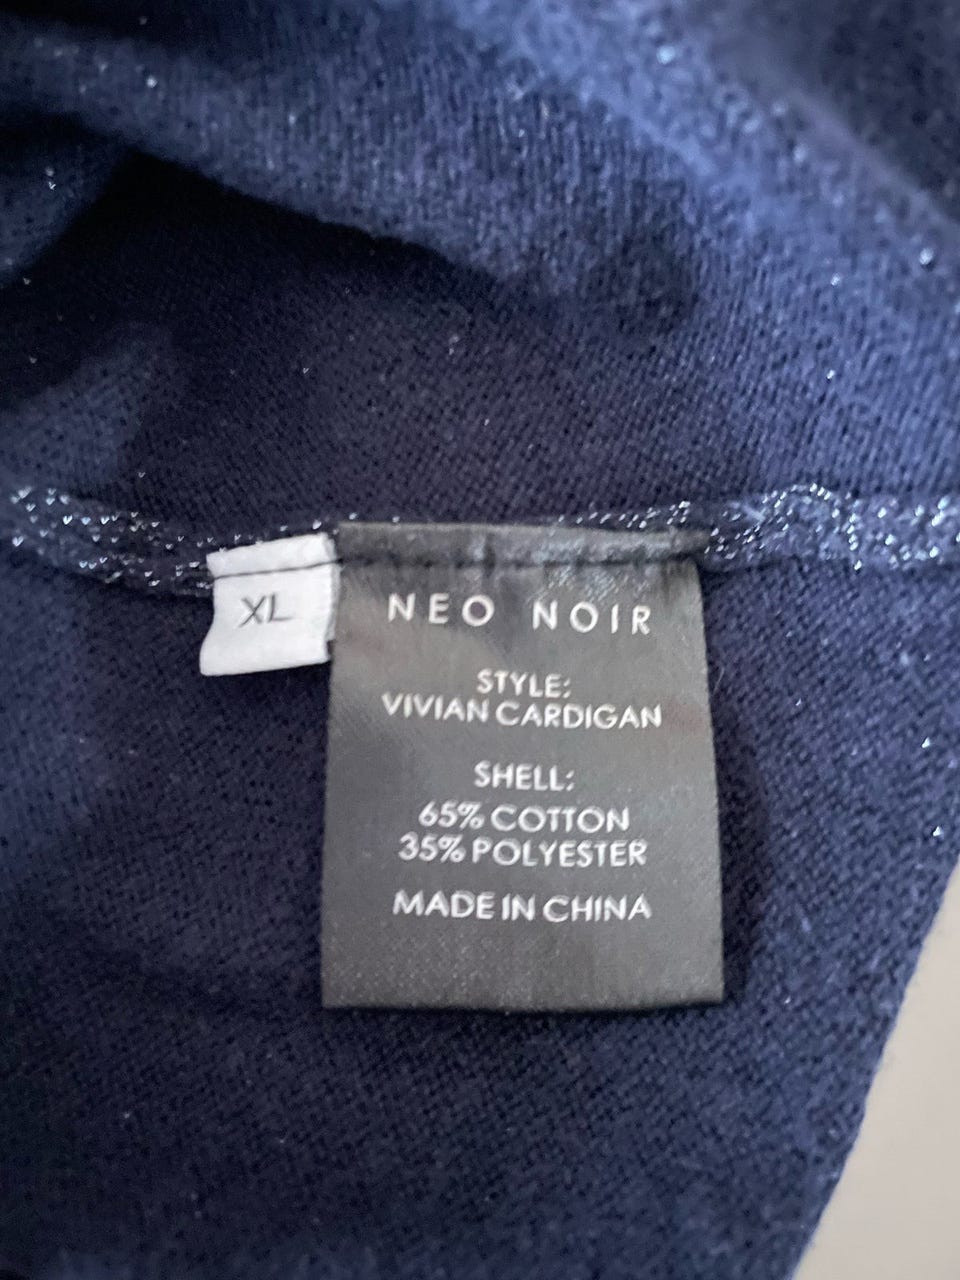 XL
NEO NOIR
STYLE:
VIVIAN CARDIGAN
SHELL:
65% COTTON
35% POLYESTER
MADE IN CHINA